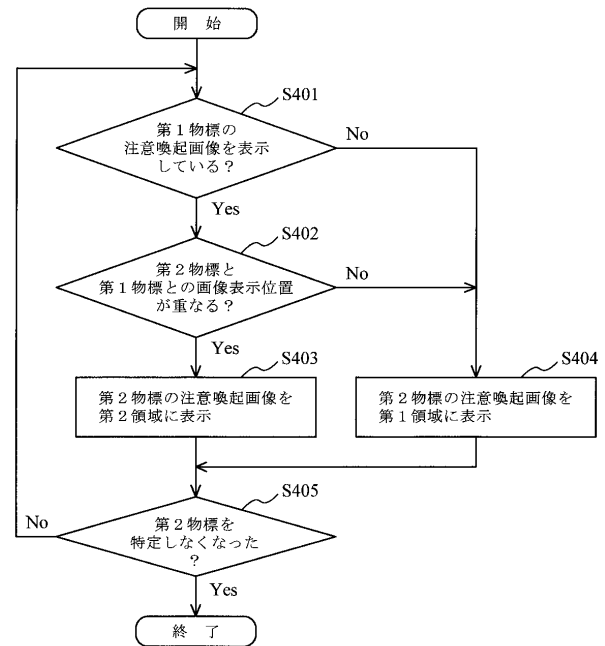 開 始
S401
第1物標の
注意喚起画像を表示
している?
No
Yes
S402
第2物標と
第1物標との画像表示位置
が重なる?
No
Yes
S403
第2物標の注意喚起画像を
第2領域に表示
S404
第2物標の注意喚起画像を
第1領域に表示
S405
第2物標を
特定しなくなった
?
No
Yes
終 了